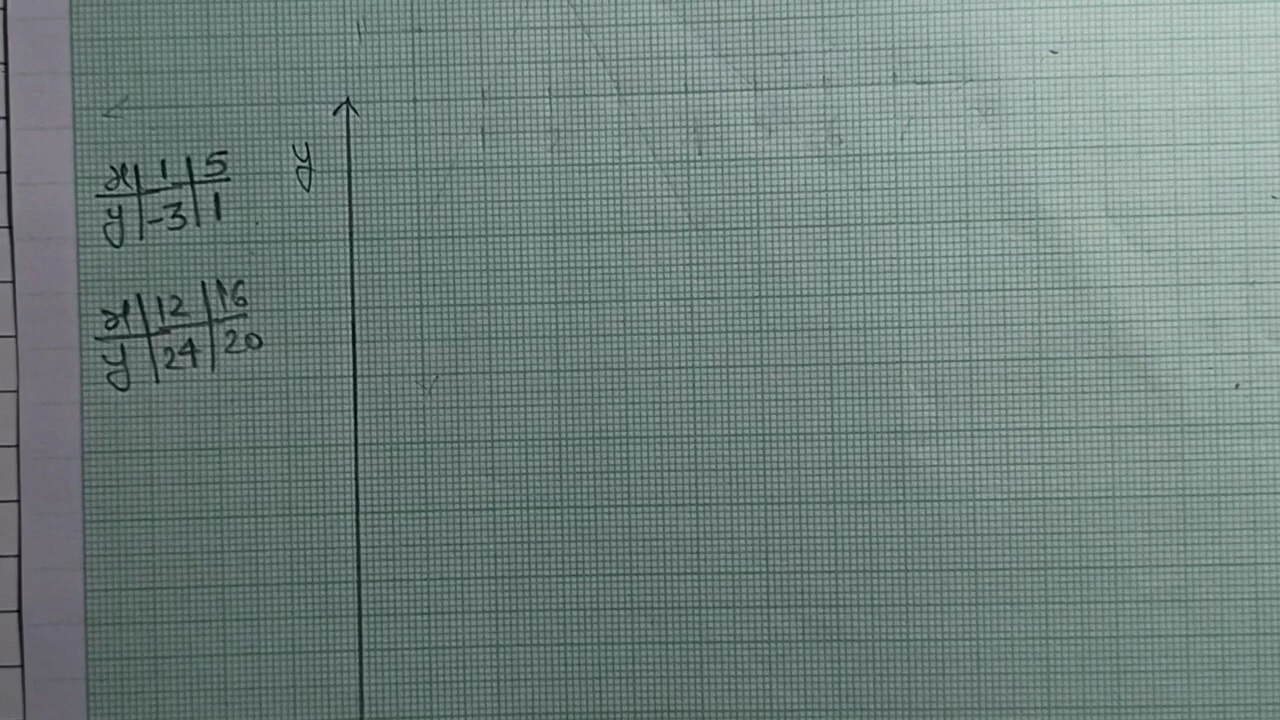 x | 1 | 5
y | -3 | 1
y
x | 12 | 16
y | 24 | 20